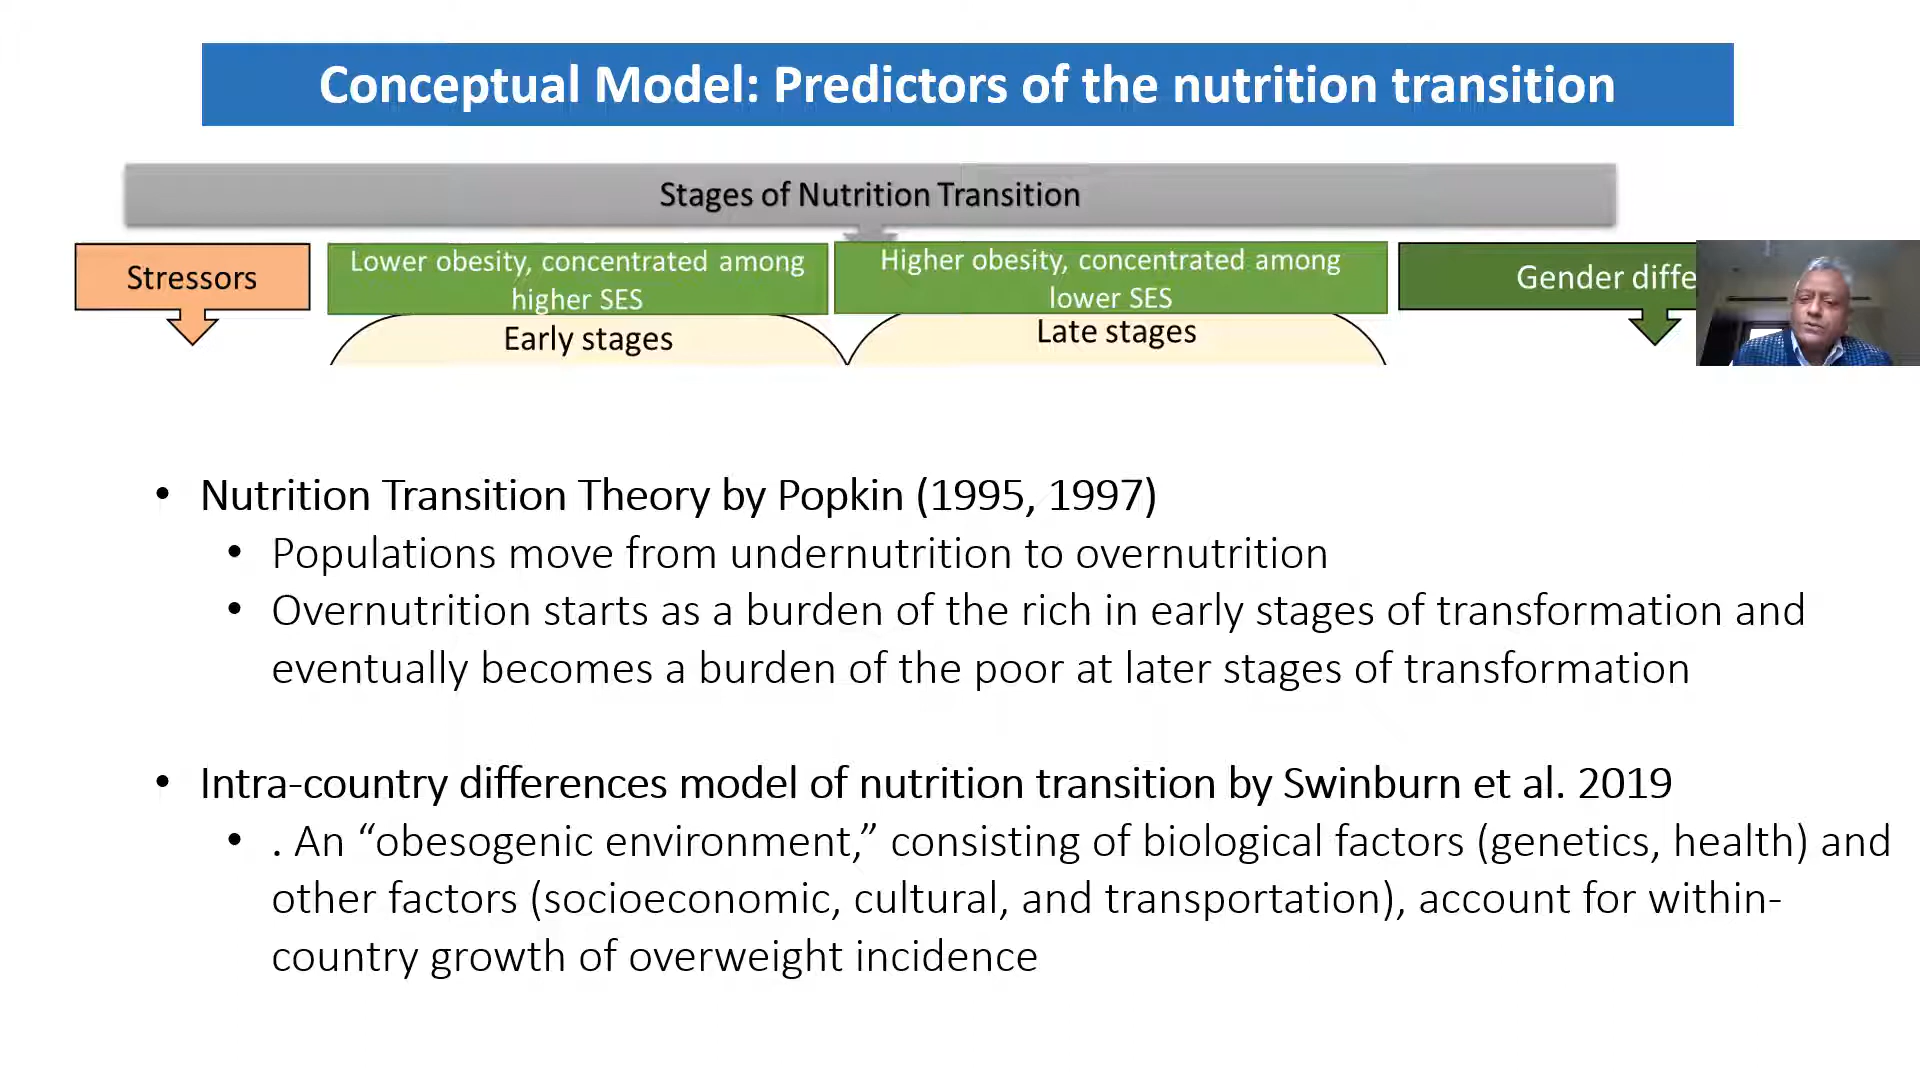 Conceptual Model: Predictors of the nutrition transition
Stages of Nutrition Transition
Stressors
Lower obesity, concentrated among
higher SES
Higher obesity, concentrated among
lower SES
Gender
Early stages
Late stages
• Nutrition Transition Theory by Popkin (1995, 1997)
• Populations move from undernutrition to overnutrition
• Overnutrition starts as a burden of the rich in early stages of transformation and
eventually becomes a burden of the poor at later stages of transformation
• Intra-country differences model of nutrition transition by Swinburn et al. 2019
• . An “obesogenic environment,” consisting of biological factors (genetics, health) and
other factors (socioeconomic, cultural, and transportation), account for within-
country growth of overweight incidence